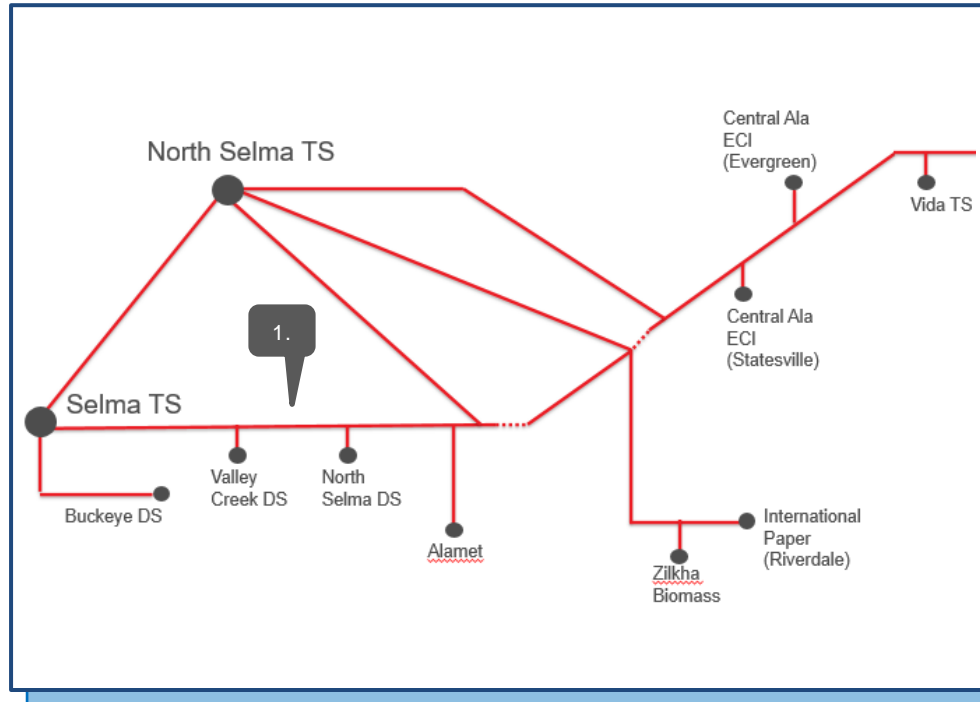 North Selma TS
Central Ala
ECI
(Evergreen)
Vida TS
1.
Central Ala
ECI
(Statesville)
Selma TS
Valley
Creek DS
North
Selma DS
Buckeye DS
Alamet
International
Paper
(Riverdale)
Zilkha
Biomass